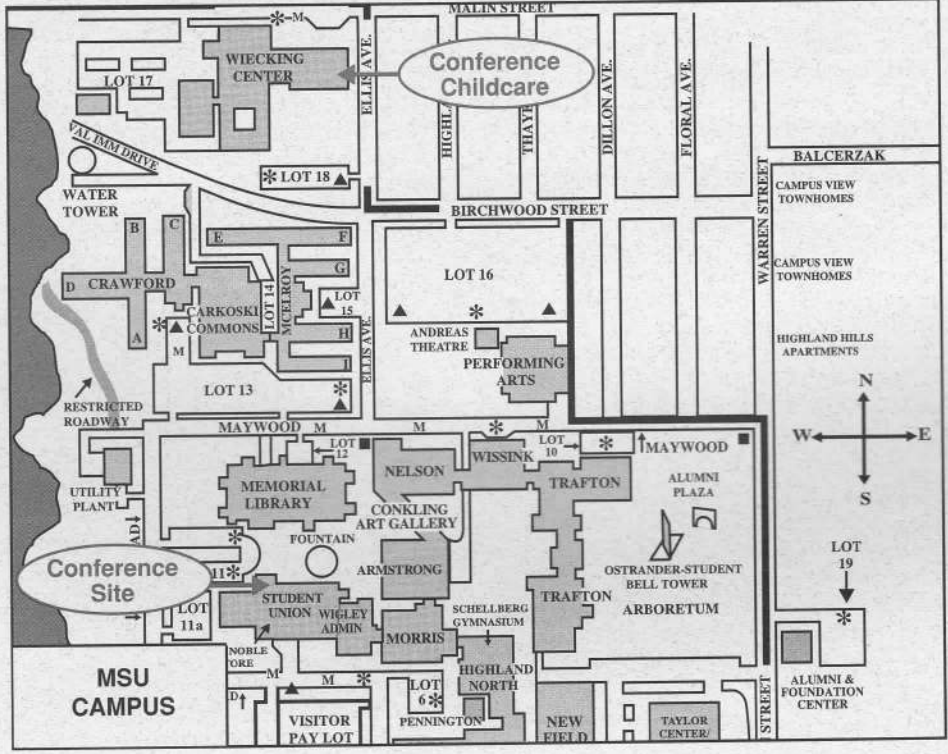 MALIN STREET
M
WIECKING
CENTER
Conference
Childcare
LOT 17
ELLIS AVE.
DILLON AVE.
FLORAL AVE.
VAL IMM DRIVE
WATER
TOWER
LOT 18
BIRCHWOOD STREET
BALCERZAK
CAMPUS VIEW
TOWNHOMES
WARREN STREET
B
C
E
F
D
CRAWFORD
G
LOT 14
MCELROY
LOT
15
CARKOSKI
COMMONS
H
A
I
M
LOT 16
CAMPUS VIEW
TOWNHOMES
ANDREAS
THEATRE
PERFORMING
ARTS
HIGHLAND HILLS
APARTMENTS
ELLIS AVE.
LOT 13
RESTRICTED
ROADWAY
N
W
E
S
MAYWOOD
M
M
M
LOT
12
LOT
10
MAYWOOD
NELSON
WISSINK
TRAFTON
ALUMNI
PLAZA
MEMORIAL
LIBRARY
UTILITY
PLANT
CONKLING
ART GALLERY
FOUNTAIN
ARMSTRONG
OSTRANDER-STUDENT
BELL TOWER
ARBORETUM
LOT
19
Conference
Site
11
LOT
11a
STUDENT
UNION
WIGLEY
ADMIN
MORRIS
SCHELLBERG
GYMNASIUM
TRAFTON
NOBLE
HIGHLAND
NORTH
MSU
CAMPUS
M
M
LOT
6
PENNINGTON
VISITOR
PAY LOT
NEW
FIELD
TAYLOR
CENTER/
STREET
ALUMNI &
FOUNDATION
CENTER